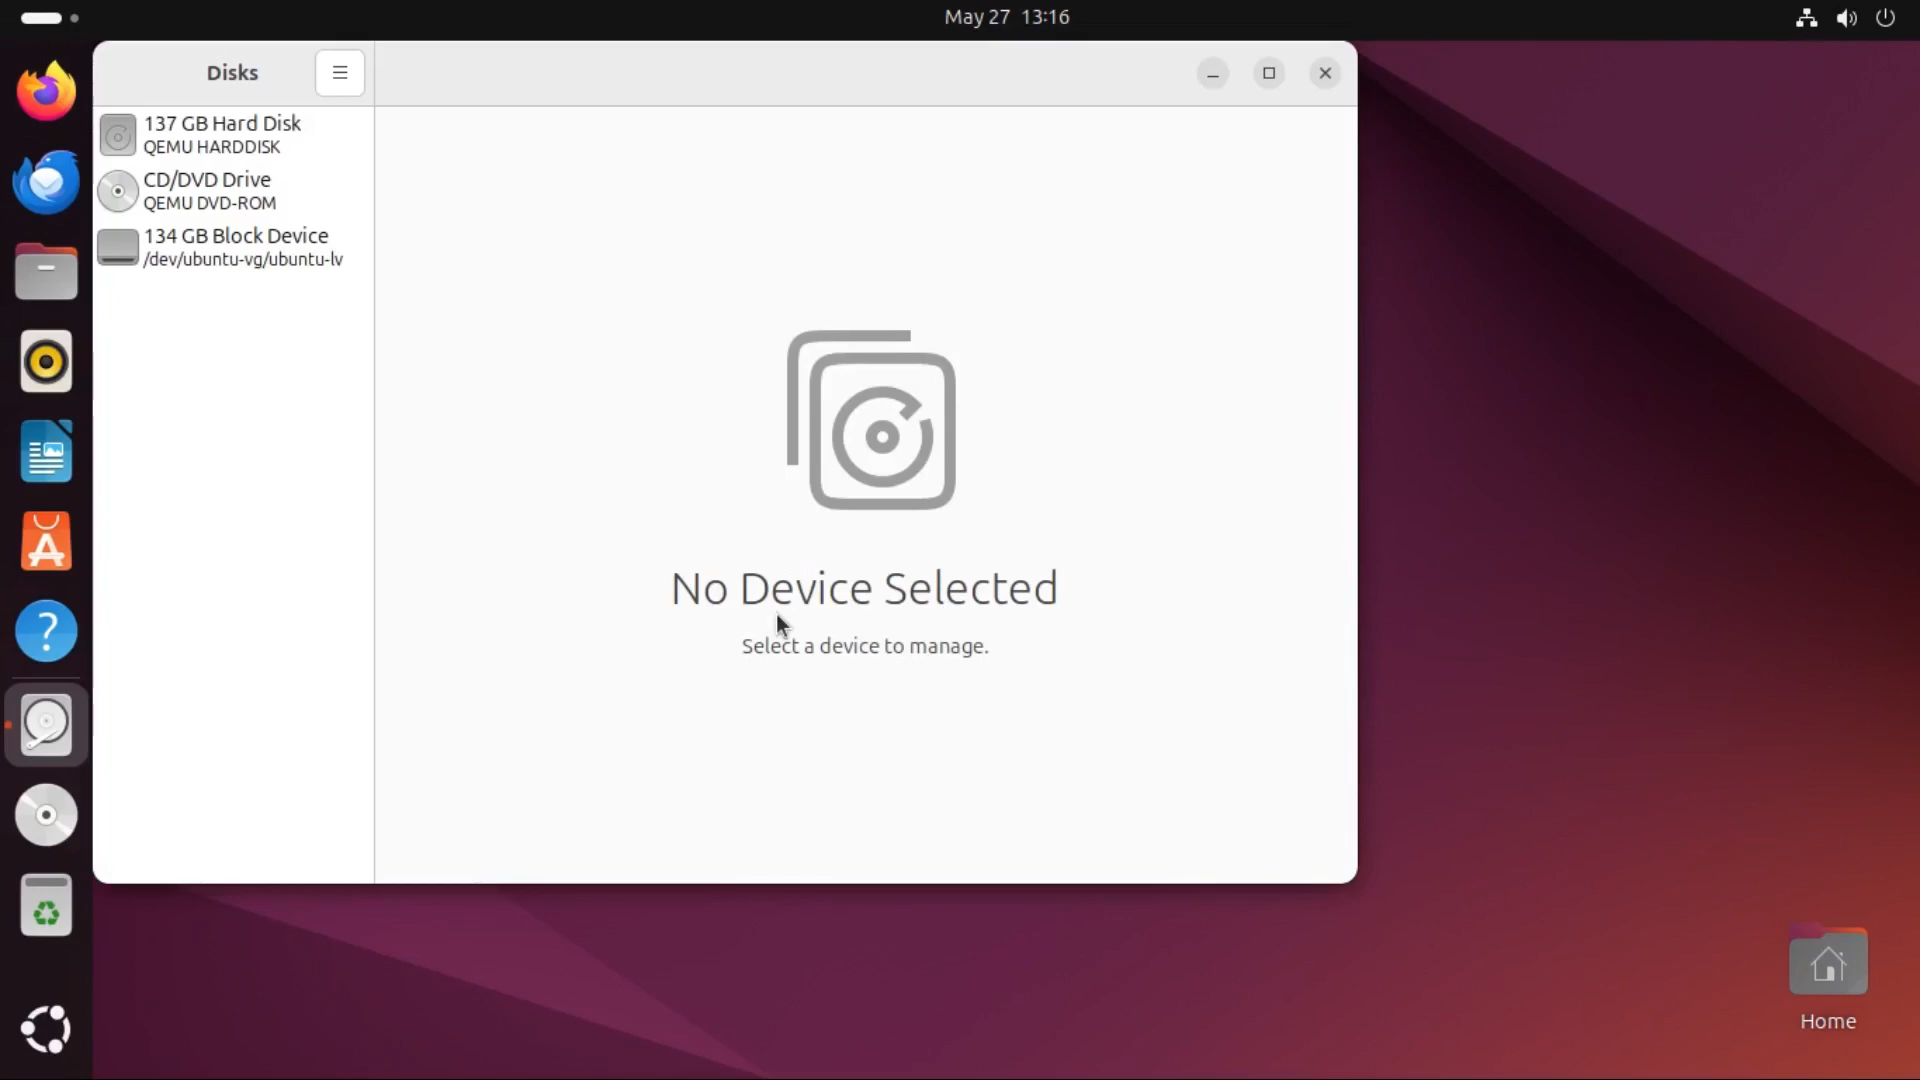 May 27 13:16
Disks
137 GB Hard Disk
QEMU HARDDISK
CD/DVD Drive
QEMU DVD-ROM
134 GB Block Device
/dev/ubuntu-vg/ubuntu-lv
No Device Selected
Select a device to manage.
Home